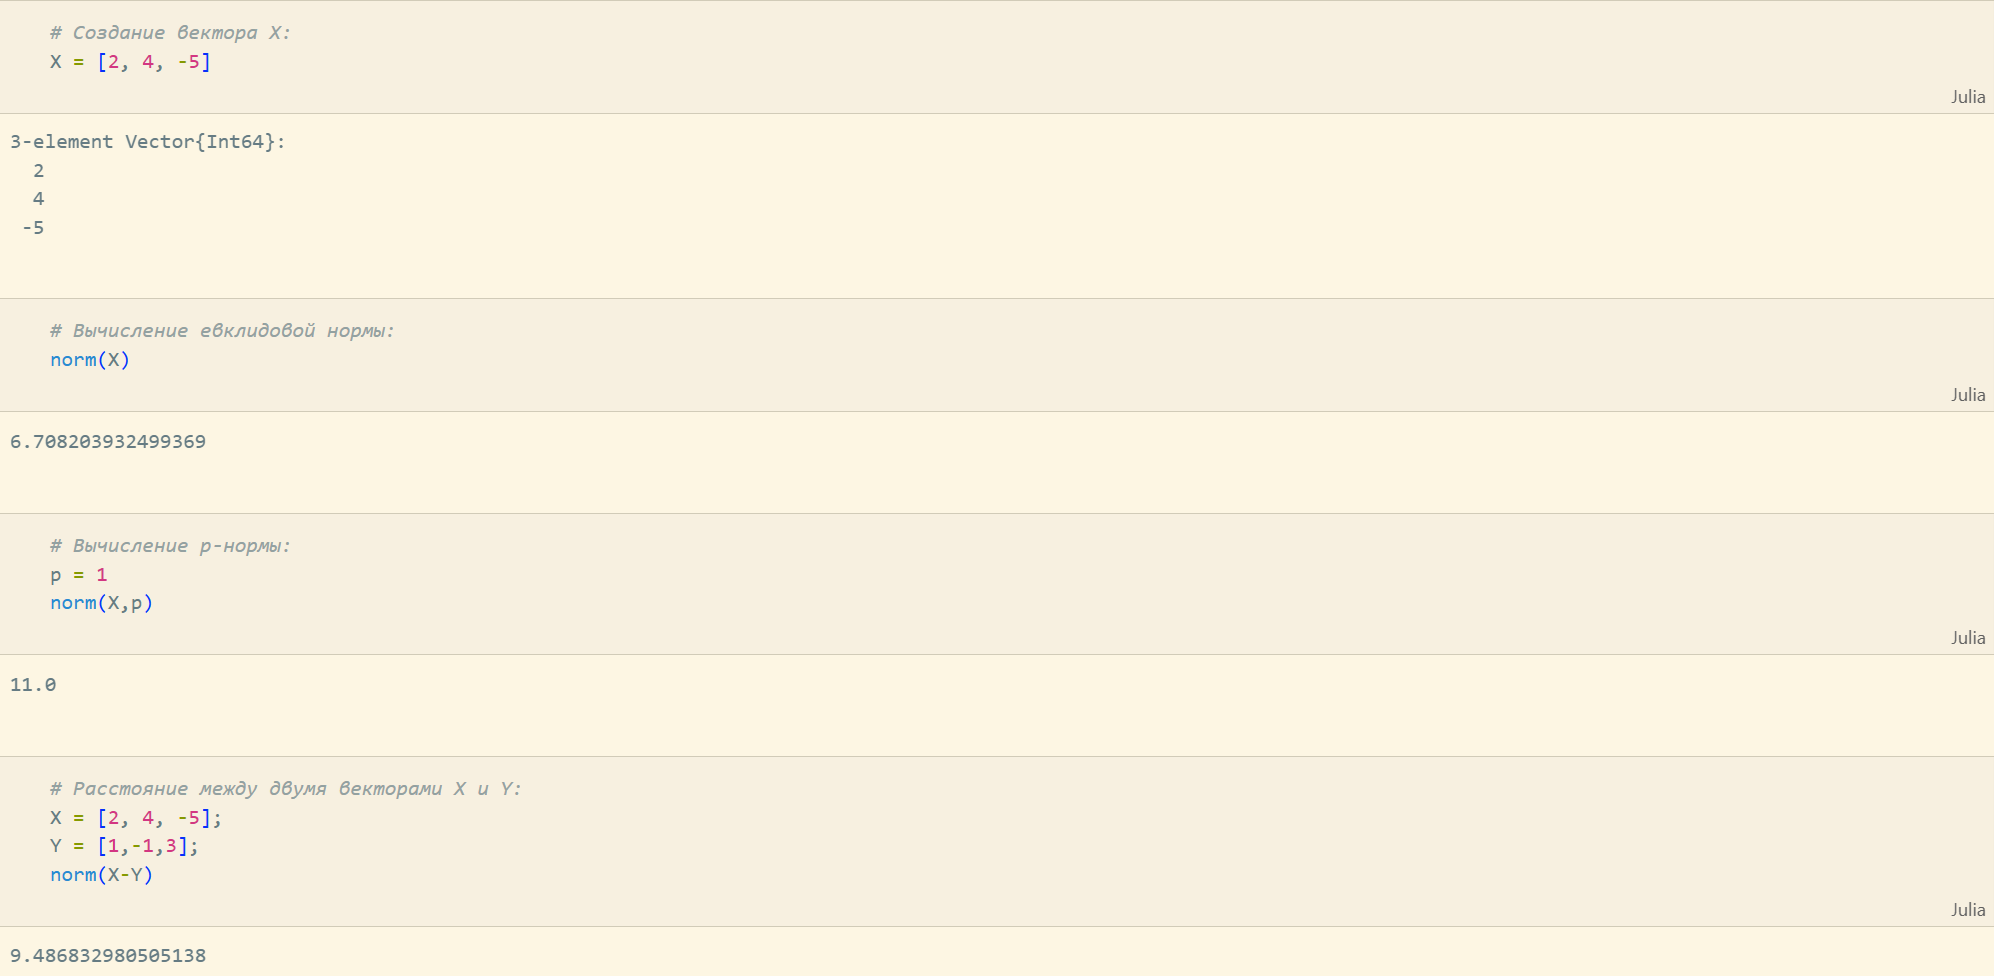 # Создание вектора X:
X = [2, 4, -5]
Julia
3-element Vector{Int64}:
2
4
-5
# Вычисление евклидовой нормы:
norm(X)
Julia
6.708203932499369
# Вычисление p-нормы:
p = 1
norm(X,p)
Julia
11.0
# Расстояние между двумя векторами X и Y:
X = [2, 4, -5];
Y = [1,-1,3];
norm(X-Y)
Julia
9.486832980505138